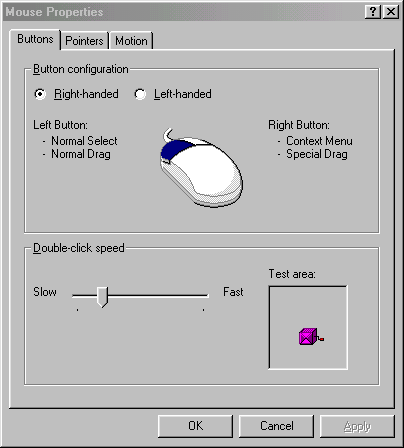 Mouse Properties
Buttons Pointers Motion
Button configuration
Right-handed Left-handed
Left Button: Right Button:
- Normal Select - Context Menu
- Normal Drag - Special Drag
Double-click speed
Test area:
Slow Fast
OK Cancel Apply